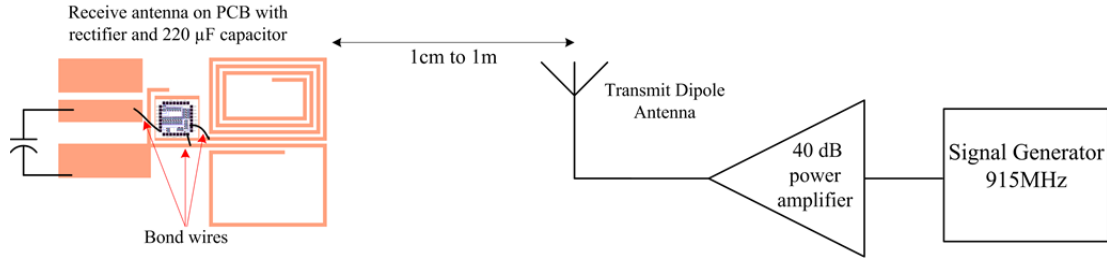 Receive antenna on PCB with
rectifier and 220 µF capacitor
1cm to 1m
Transmit Dipole
Antenna
40 dB
power
amplifier
Signal Generator
915MHz
Bond wires